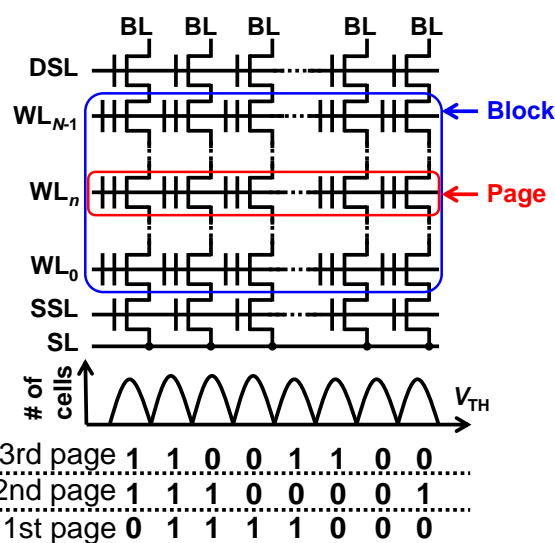 BL BL BL BL BL
DSL
WLN-1 Block
WLn Page
WL0
SSL
SL
# of cells
VTH
3rd page 1 1 0 0 1 1 0 0
2nd page 1 1 1 0 0 0 0 1
1st page 0 1 1 1 1 0 0 0